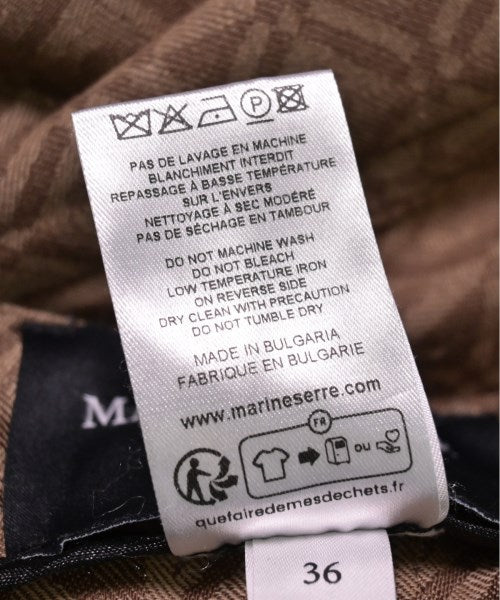 P
PAS DE LAVAGE EN MACHINE
BLANCHIMENT INTERDIT
REPASSAGE À BASSE TEMPÉRATURE
SUR L'ENVERS
NETTOYAGE À SEC MODÉRÉ
PAS DE SÉCHAGE EN TAMBOUR
DO NOT MACHINE WASH
DO NOT BLEACH
LOW TEMPERATURE IRON
ON REVERSE SIDE
DRY CLEAN WITH PRECAUTION
DO NOT TUMBLE DRY
MADE IN BULGARIA
FABRIQUE EN BULGARIE
www.marineserre.com
FR
ou
quefairedemesdechets.fr
36